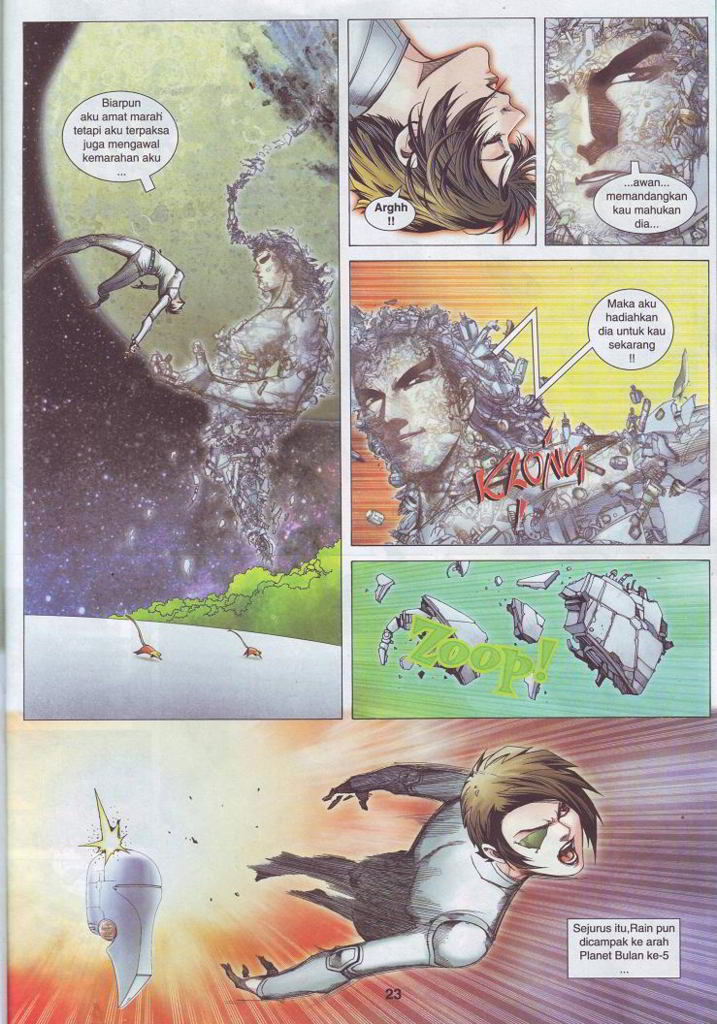 Biarpun
aku amat marah
tetapi aku terpaksa
juga mengawal
kemarahan aku
...
Arghh
!!
...awan...
memandangkan
kau mahukan
dia...
Maka aku
hadiahkan
dia untuk kau
sekarang
!!
KLONG
!
Zoop!
Sejurus itu,Rain pun
dicampak ke arah
Planet Bulan ke-5
...
23